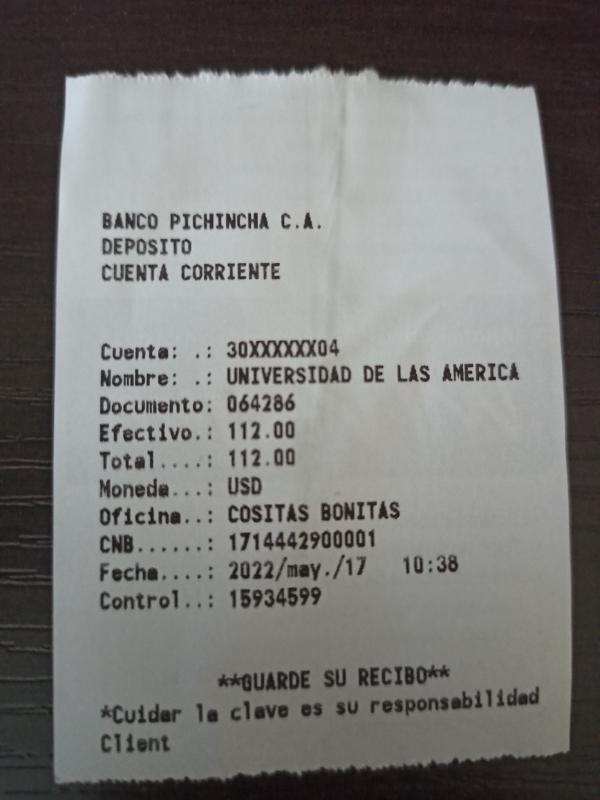 BANCO PICHINCHA C.A.
DEPOSITO
CUENTA CORRIENTE
Cuenta: .: 30XXXXXX04
Nombre: .: UNIVERSIDAD DE LAS AMERICA
Documento: 064286
Efectivo.: 112.00
Total....: 112.00
Moneda...: USD
Oficina..: COSITAS BONITAS
CNB......: 1714442900001
Fecha....: 2022/may./17 10:38
Control..: 15934599
**GUARDE SU RECIBO**
*Cuidar la clave es su responsabilidad
Client